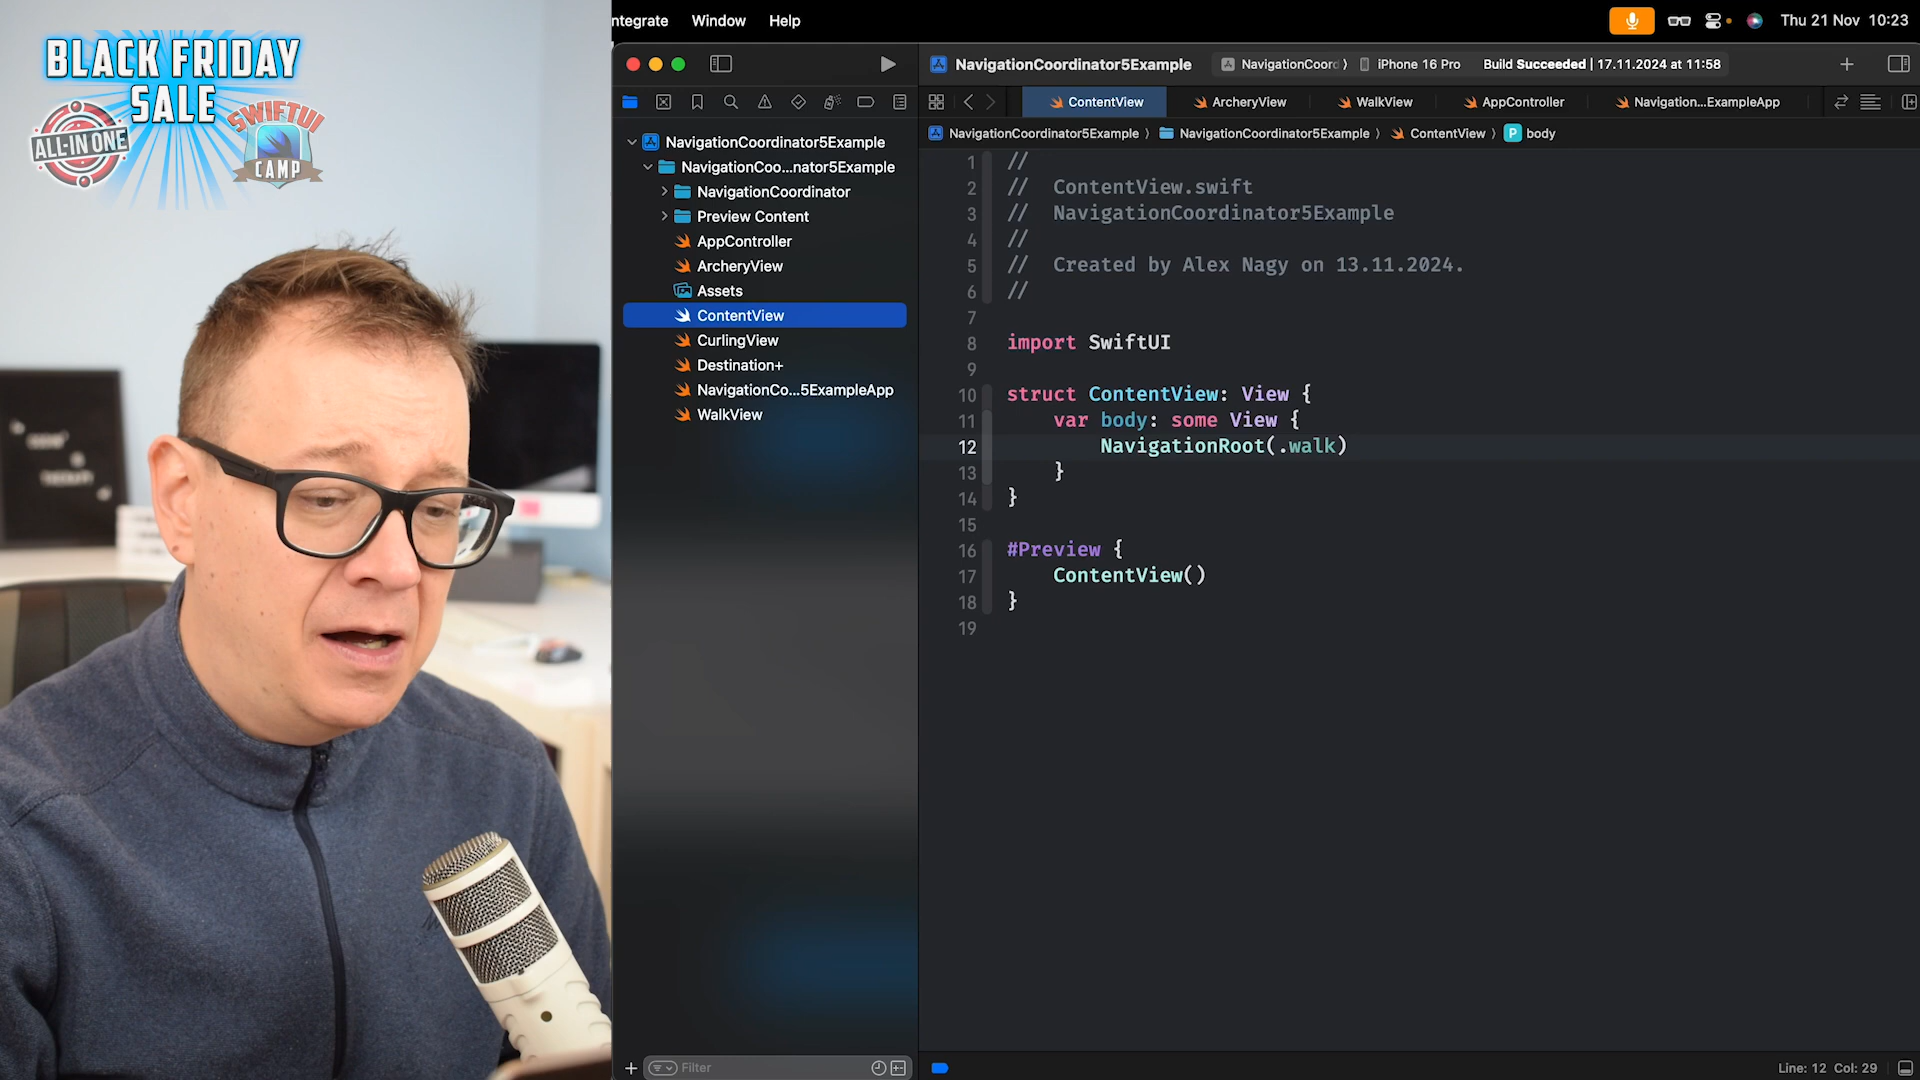 BLACK FRIDAY
SALE
ALL-IN ONE
SWIFTUI
CAMP
ntegrate Window Help
Thu 21 Nov 10:23
NavigationCoordinator5Example
NavigationCoord
iPhone 16 Pro
Build Succeeded | 17.11.2024 at 11:58
ContentView
ArcheryView
WalkView
AppController
Navigation...ExampleApp
NavigationCoordinator5Example
NavigationCoordinator5Example
ContentView
P body
NavigationCoordinator5Example
NavigationCoo...nator5Example
NavigationCoordinator
Preview Content
AppController
ArcheryView
Assets
ContentView
CurlingView
Destination+
NavigationCo...5ExampleApp
WalkView
1 //
2 // ContentView.swift
3 // NavigationCoordinator5Example
4 //
5 // Created by Alex Nagy on 13.11.2024.
6 //
7
8 import SwiftUI
9
10 struct ContentView: View {
11 var body: some View {
12 NavigationRoot(.walk)
13 }
14 }
15
16 #Preview {
17 ContentView()
18 }
19
Filter
Line: 12 Col: 29